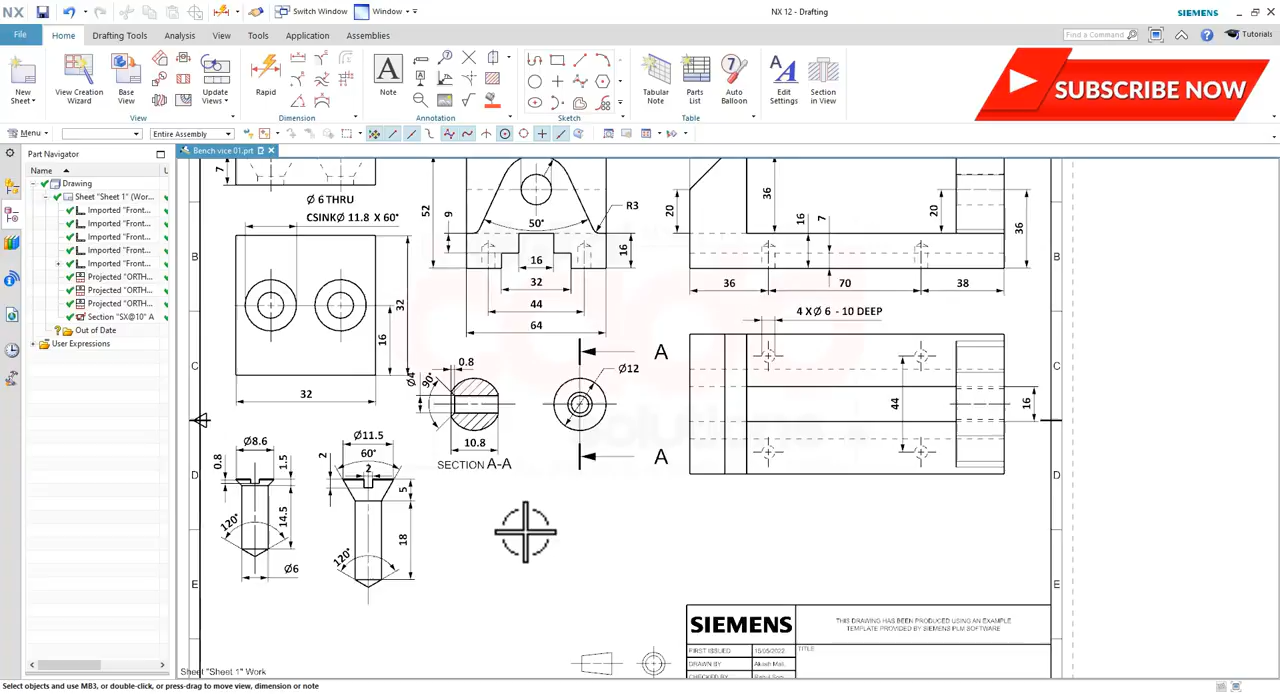 NX
Switch Window
Window
NX 12 - Drafting
SIEMENS
File
Home
Drafting Tools
Analysis
View
Tools
Application
Assemblies
Find a Command
Tutorials
New Sheet
View Creation Wizard
Base View
Update Views
Rapid
Note
Tabular Note
Parts List
Auto Balloon
Edit Settings
Section in View
View
Dimension
Annotation
Sketch
Table
SUBSCRIBE NOW
Menu
Entire Assembly
Part Navigator
Bench vice 01.prt
Name
Drawing
Sheet "Sheet 1" (Wor...
Imported "Front...
Imported "Front...
Imported "Front...
Imported "Front...
Imported "Front...
Projected "ORTH...
Projected "ORTH...
Projected "ORTH...
Section "SX@10" A
Out of Date
User Expressions
7
Ø 6 THRU
CSINKØ 11.8 X 60°
32
16
32
52
9
50°
R3
16
16
32
44
64
36
20
16
7
20
36
36
70
38
4 X Ø 6 - 10 DEEP
44
16
0.8
Ø4
90°
10.8
SECTION A-A
Ø12
A
A
Ø8.6
0.8
1.5
14.5
120°
Ø6
Ø11.5
60°
2
2
5
18
120°
B
C
D
E
B
C
D
E
SIEMENS
THIS DRAWING HAS BEEN PRODUCED USING AN EXAMPLE
TEMPLATE PROVIDED BY SIEMENS PLM SOFTWARE
FIRST ISSUED
15/05/2022
TITLE
DRAWN BY
Akash Mali
CHECKED BY
Sheet "Sheet 1" Work
Select objects and use MB3, or double-click, or press-drag to move view, dimension or note